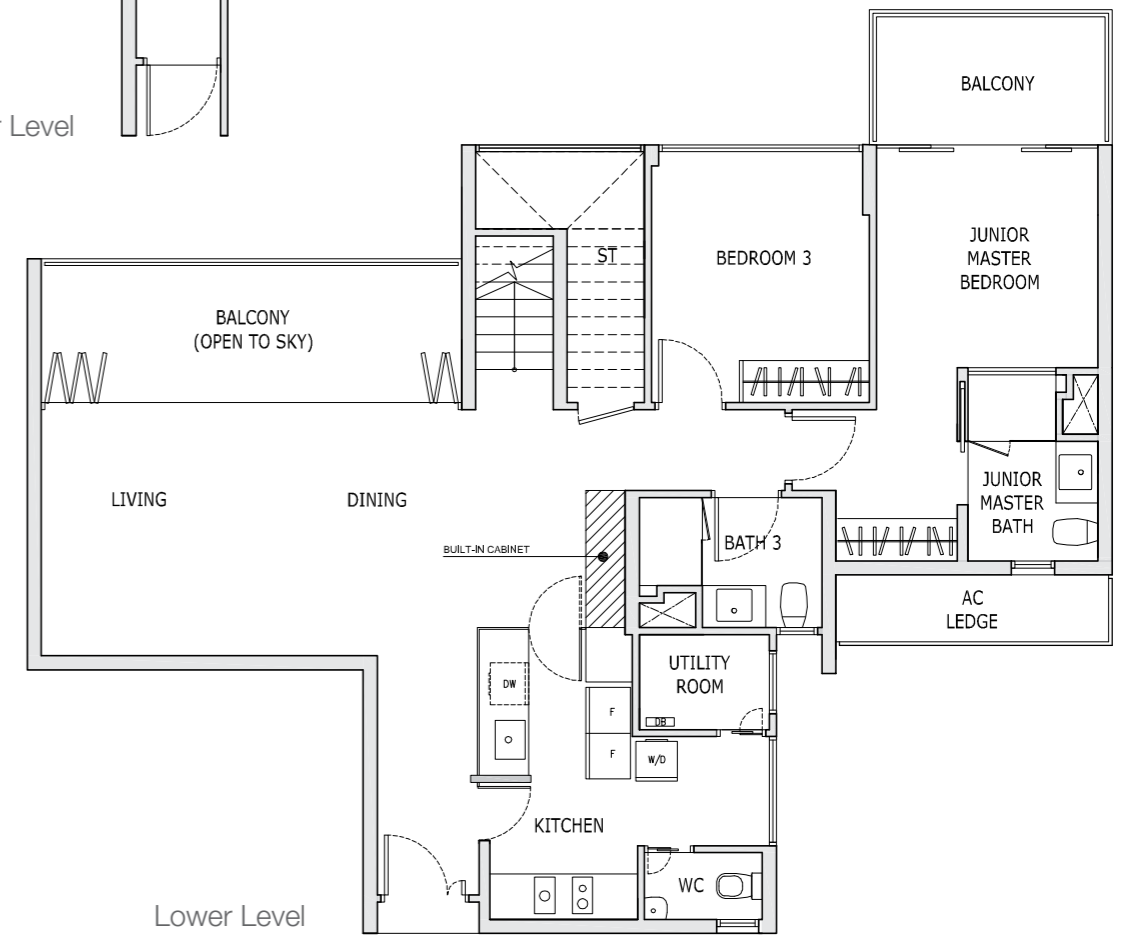 r Level
BALCONY
JUNIOR
MASTER
BEDROOM
ST
BEDROOM 3
BALCONY
(OPEN TO SKY)
LIVING
DINING
JUNIOR
MASTER
BATH
BUILT-IN CABINET
BATH 3
AC
LEDGE
UTILITY
ROOM
DW
DB
F
F
W/D
KITCHEN
WC
Lower Level